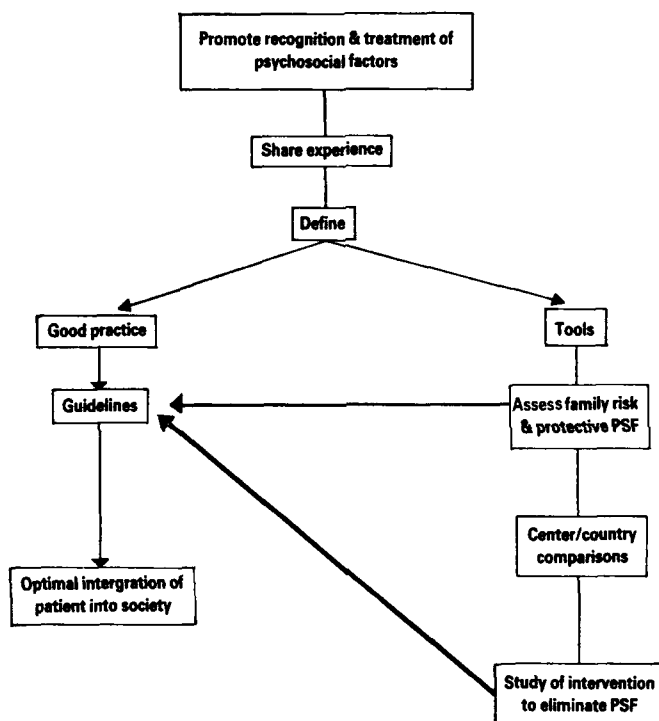 Promote recognition & treatment of
psychosocial factors
Share experience
Define
Good practice
Tools
Guidelines
Assess family risk
& protective PSF
Center/country
comparisons
Optimal intergration of
patient into society
Study of intervention
to eliminate PSF